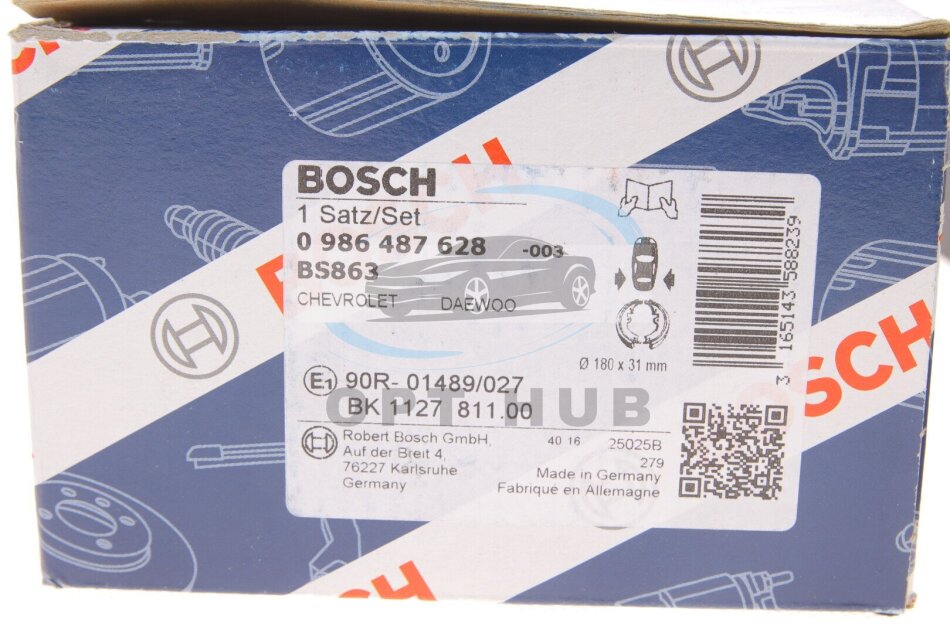 BOSCH
1 Satz/Set
0 986 487 628 -003
BS863
CHEVROLET DAEWOO
Ø 180 x 31 mm
E1 90R- 01489/027
BK 1127 811.00
OPT HUB
Robert Bosch GmbH,
Auf der Breit 4,
76227 Karlsruhe
Germany
40 16 25025B
279
Made in Germany
Fabriqué en Allemagne
3 165143 588239
BOSCH